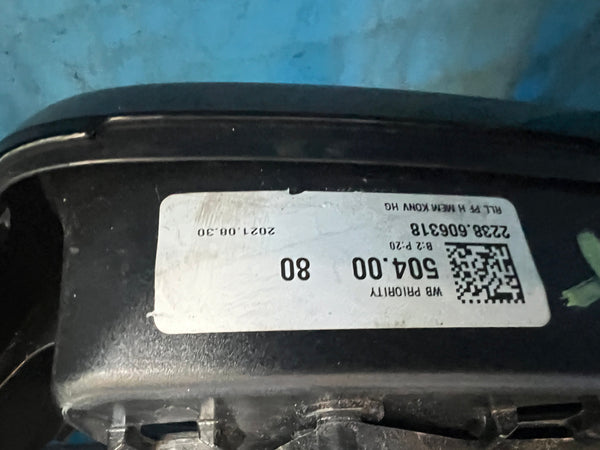 WB PRIORITY
504.00 80
B:2 P:20
2238.606318 2021.08.30
RLL PF H MEM KONV HG